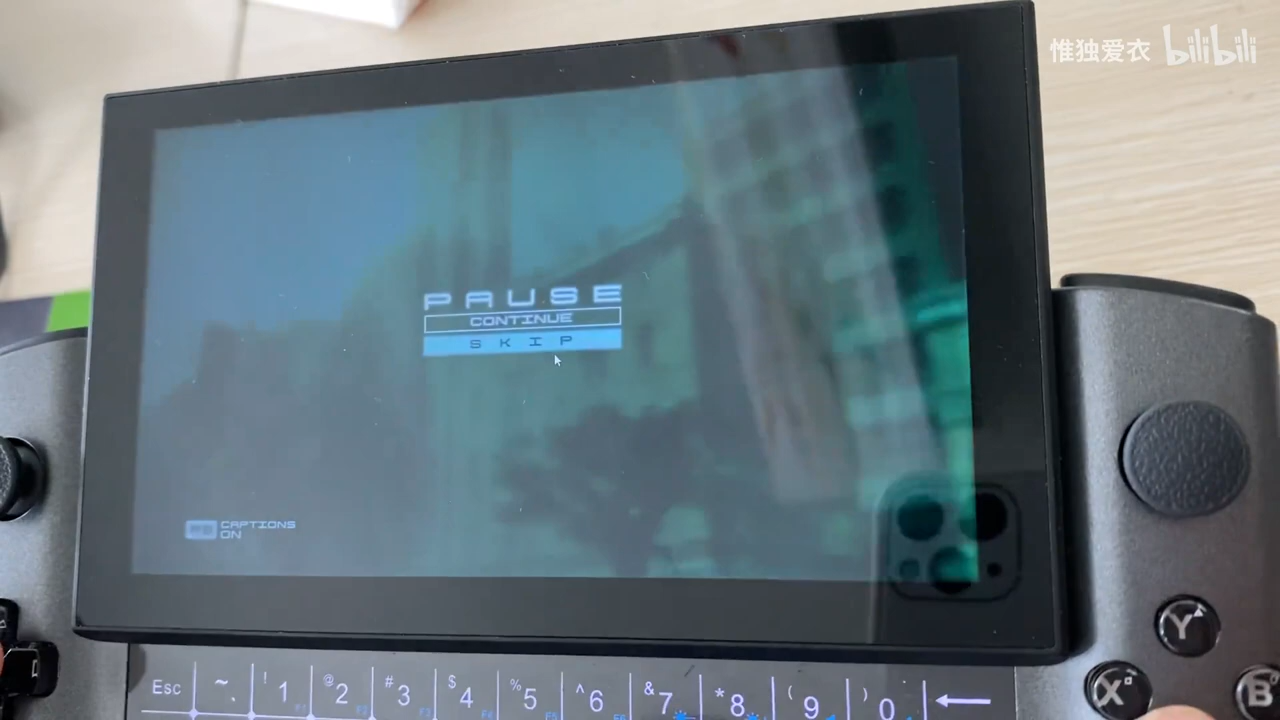 惟独爱衣 bilibili
PAUSE
CONTINUE
SKIP
CAPTIONS
ON
Esc ~ ` ! 1 @ 2 # 3 $ 4 % 5 ^ 6 & 7 * 8 ( 9 ) 0
Y
X
B